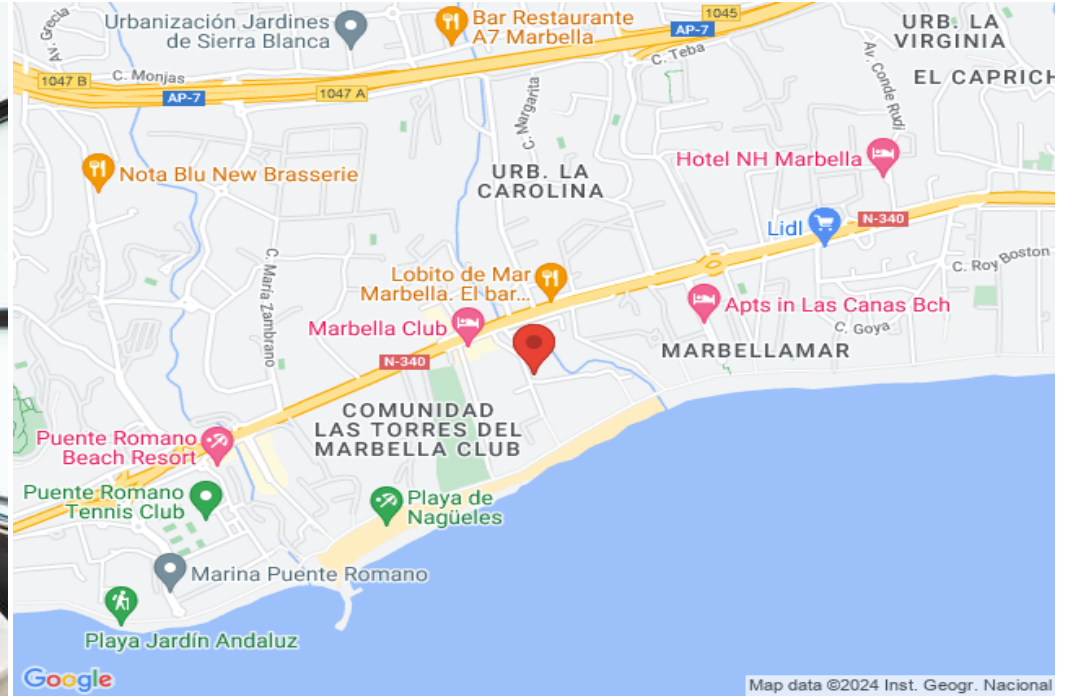 Urbanización Jardines
de Sierra Blanca
Bar Restaurante
A7 Marbella
1045
AP-7
URB. LA
VIRGINIA
Av. Grecia
C. Teba
Av. Conde Rudi
EL CAPRICH
1047 B
C. Monjas
AP-7
1047 A
C. Margarita
Nota Blu New Brasserie
URB. LA
CAROLINA
Hotel NH Marbella
Lidl
N-340
C. María Zambrano
Lobito de Mar
Marbella. El bar...
C. Roy Boston
Apts in Las Canas Bch
Marbella Club
C. Goya
N-340
MARBELLAMAR
COMUNIDAD
LAS TORRES DEL
MARBELLA CLUB
Puente Romano
Beach Resort
Puente Romano
Tennis Club
Playa de
Nagüeles
Marina Puente Romano
Playa Jardín Andaluz
Google
Map data ©2024 Inst. Geogr. Nacional